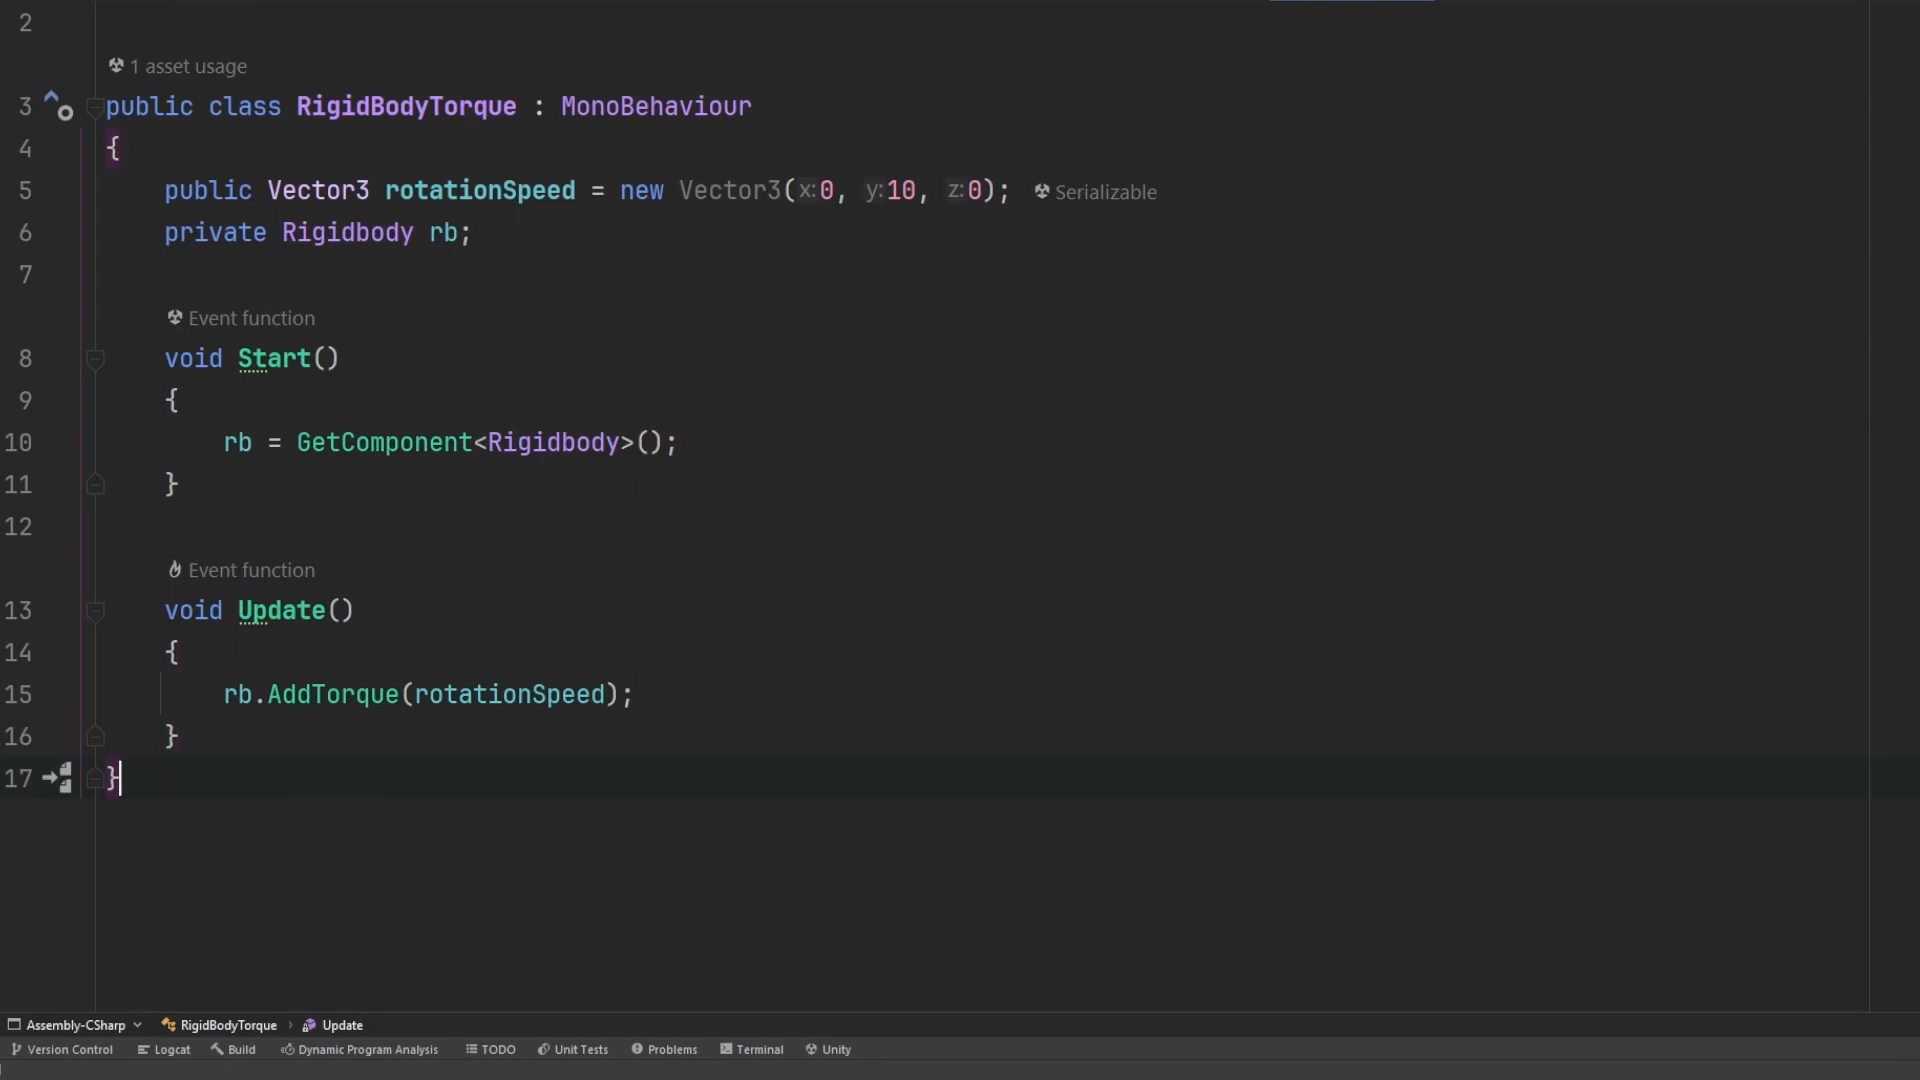 2
1 asset usage
3 public class RigidBodyTorque : MonoBehaviour
4 {
5 public Vector3 rotationSpeed = new Vector3(x:0, y:10, z:0); Serializable
6 private Rigidbody rb;
7
Event function
8 void Start()
9 {
10 rb = GetComponent<Rigidbody>();
11 }
12
Event function
13 void Update()
14 {
15 rb.AddTorque(rotationSpeed);
16 }
17 }
Assembly-CSharp RigidBodyTorque › Update
Version Control Logcat Build Dynamic Program Analysis TODO Unit Tests Problems Terminal Unity